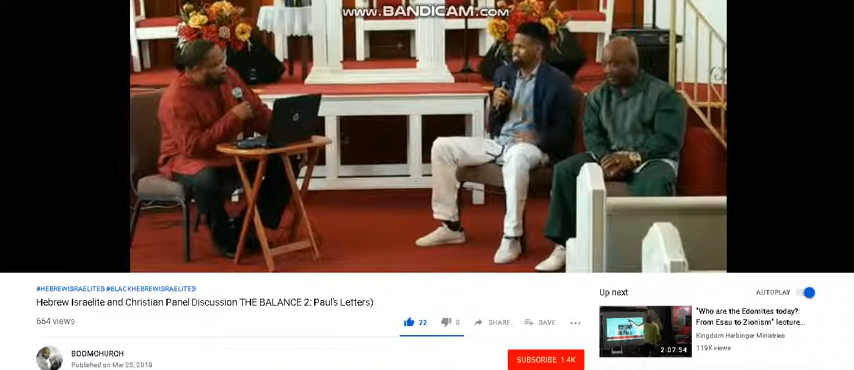 www.BANDICAM.com
#HEBREWISRAELITES #BLACKHEBREWISRAELITES
Hebrew Israelite and Christian Panel Discussion THE BALANCE 2: Paul's Letters)
664 views
22
0
SHARE
SAVE
BOOMCHURCH
Published on Mar 25, 2019
SUBSCRIBE 1.4K
Up next
AUTOPLAY
"Who are the Edomites today?:
From Esau to Zionism" lecture...
Kingdom Harbinger Ministries
119K views
2:07:54